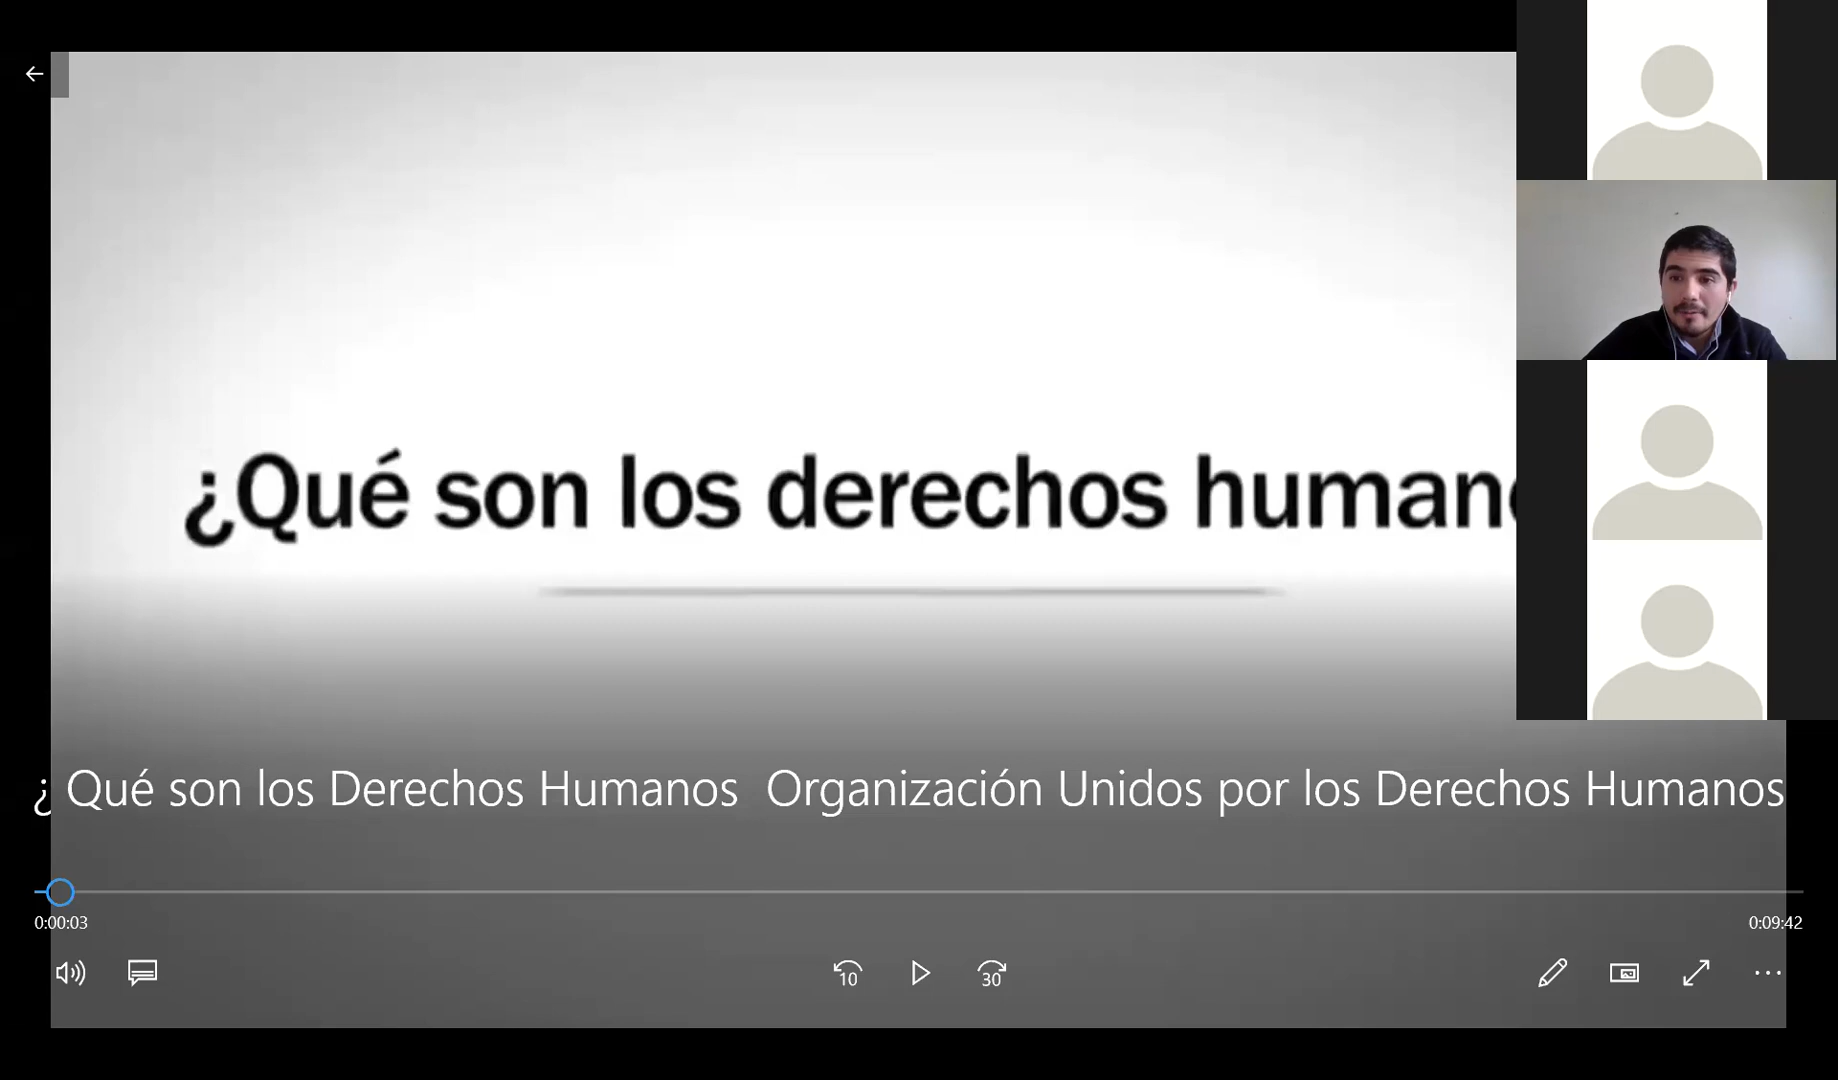 ¿Qué son los derechos human
¿ Qué son los Derechos Humanos  Organización Unidos por los Derechos Humanos
0:00:03
0:09:42
10
30